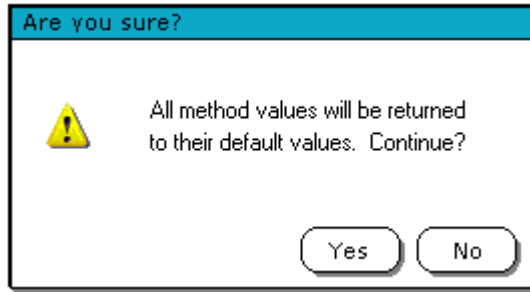 Are you sure?
All method values will be returned
to their default values.  Continue?
Yes
No